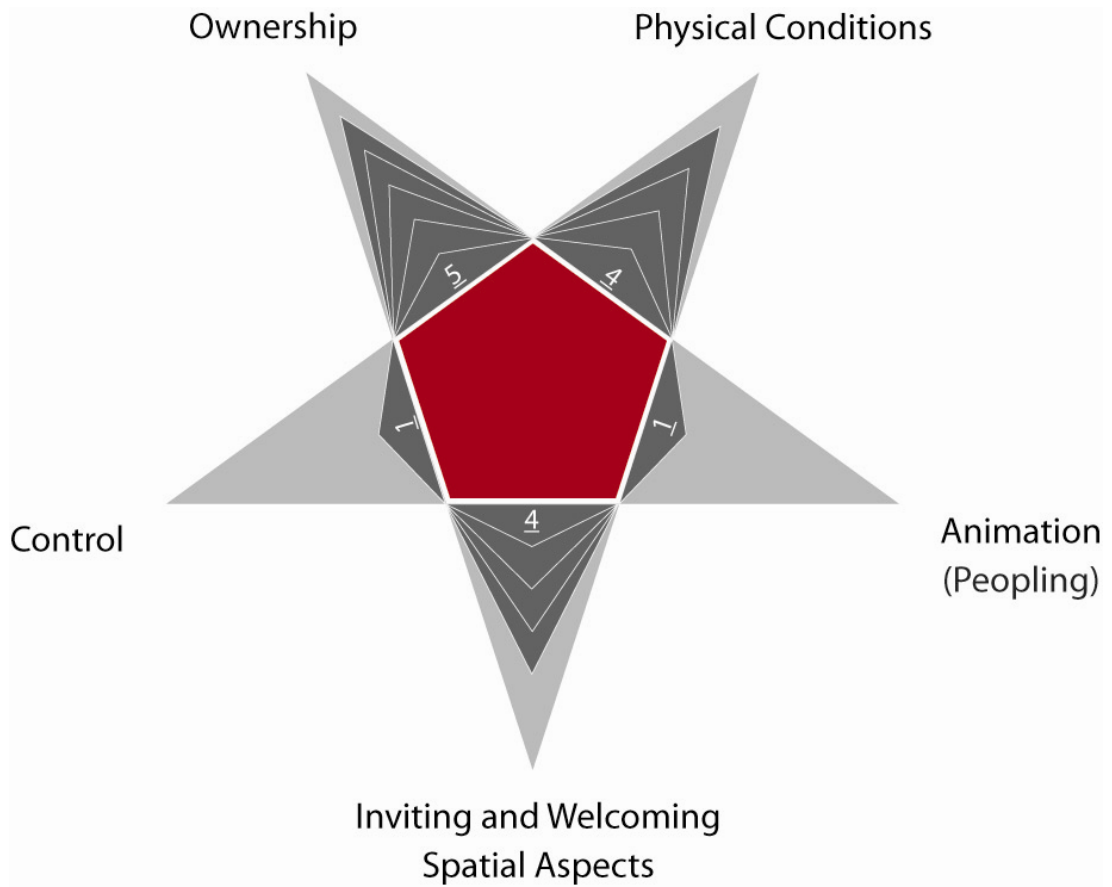 Ownership
Physical Conditions
5
4
1
1
4
Control
Animation
(Peopling)
Inviting and Welcoming
Spatial Aspects